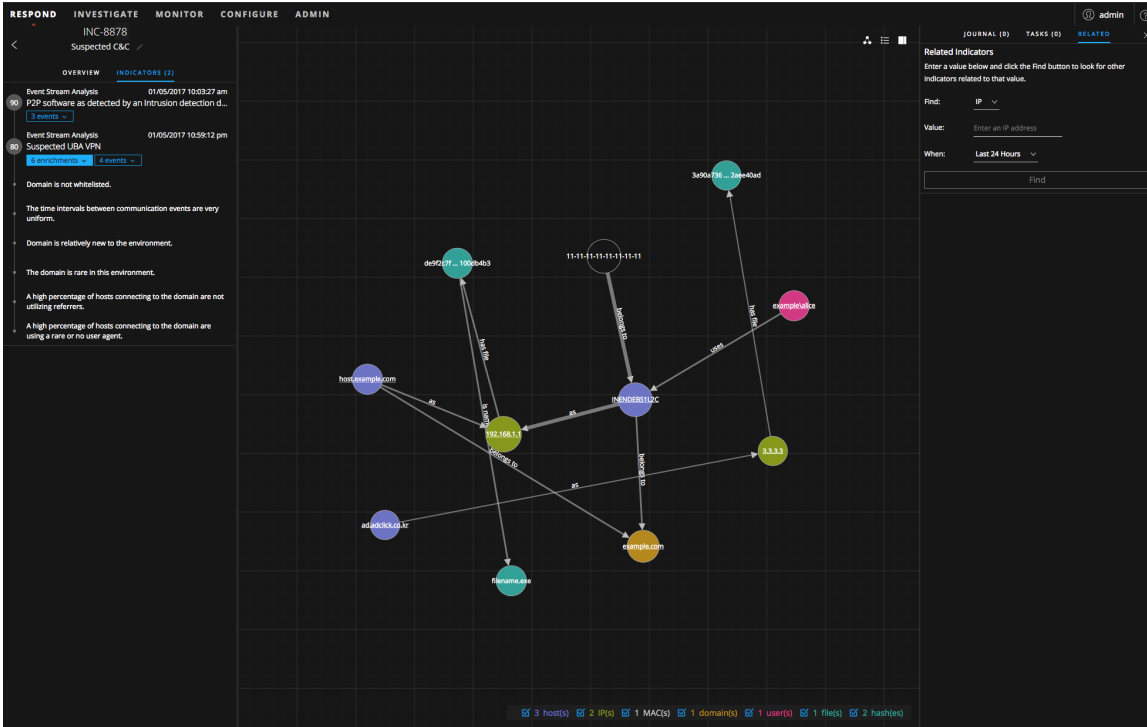 RESPOND INVESTIGATE MONITOR CONFIGURE ADMIN
admin
INC-8878
Suspected C&C
OVERVIEW INDICATORS (2)
90
Event Stream Analysis 01/05/2017 10:03:27 am
P2P software as detected by an Intrusion detection d...
3 events
80
Event Stream Analysis 01/05/2017 10:59:12 pm
Suspected UBA VPN
6 enrichments 4 events
Domain is not whitelisted.
The time intervals between communication events are very
uniform.
Domain is relatively new to the environment.
The domain is rare in this environment.
A high percentage of hosts connecting to the domain are not
utilizing referrers.
A high percentage of hosts connecting to the domain are
using a rare or no user agent.
3a90a736 ... 2aee40ad
de9f2c7f ... 100db4b3
11-11-11-11-11-11-11-11
example\alice
belongs to
has file
uses
has file
host.example.com
INENDEBS1L2C
as
as
is nam
192.168.1.1
3.3.3.3
belongs to
belongs to
as
ad.adclick.co.kr
example.com
filename.exe
3 host(s) 2 IP(s) 1 MAC(s) 1 domain(s) 1 user(s) 1 file(s) 2 hash(es)
JOURNAL (0) TASKS (0) RELATED
Related Indicators
Enter a value below and click the Find button to look for other
indicators related to that value.
Find: IP
Value: Enter an IP address
When: Last 24 Hours
Find